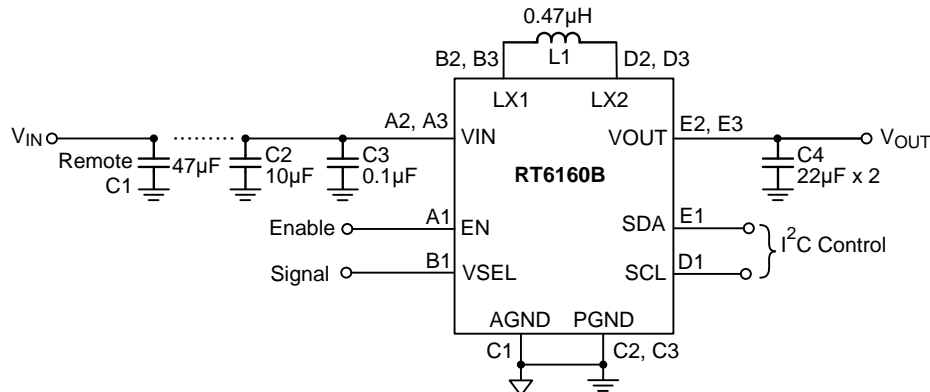 0.47µH
L1
B2, B3
D2, D3
LX1
LX2
A2, A3
E2, E3
VIN
VIN
VOUT
VOUT
Remote
C1
47µF
C2
10µF
C3
0.1µF
RT6160B
C4
22µF x 2
Enable
A1
EN
SDA
E1
I²C Control
Signal
B1
VSEL
SCL
D1
AGND
PGND
C1
C2, C3